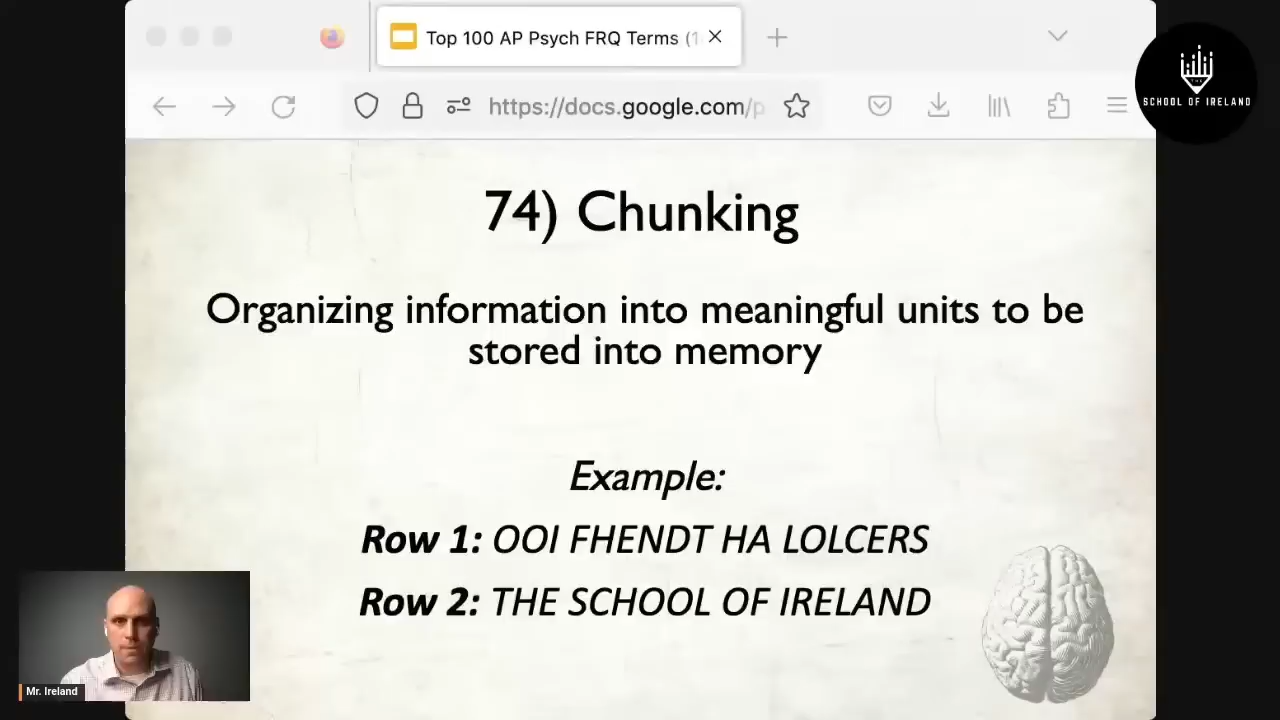 Top 100 AP Psych FRQ Terms (1
https://docs.google.com/p
THE
SCHOOL OF IRELAND
74) Chunking
Organizing information into meaningful units to be
stored into memory
Example:
Row 1: OOI FHENDT HA LOLCERS
Row 2: THE SCHOOL OF IRELAND
Mr. Ireland